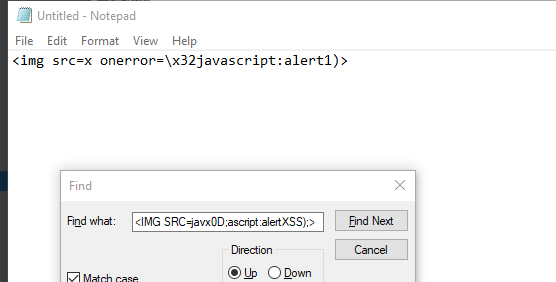 Untitled - Notepad
File Edit Format View Help
<img src=x onerror=\x32javascript:alert1)>
Find
Find what: <IMG SRC=javx0D;ascript:alertXSS);> Find Next
Direction Cancel
Match case Up Down